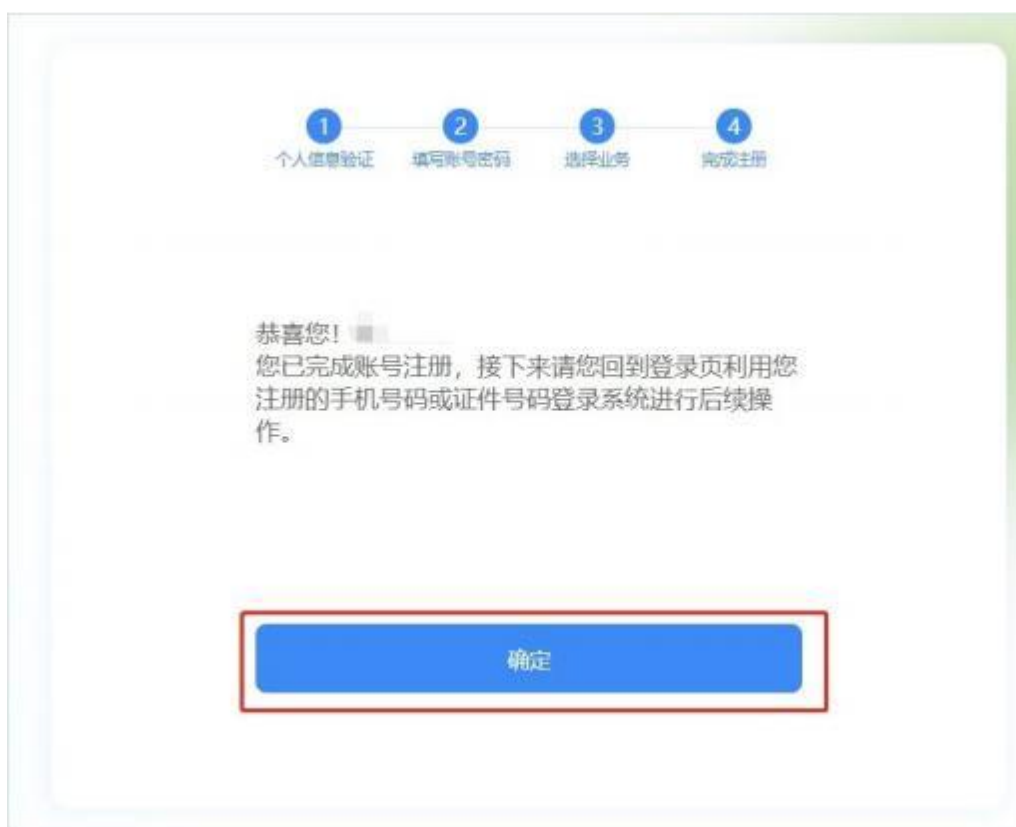 1 2 3 4
个人信息验证 填写账号密码 选择业务 完成注册
恭喜您!
您已完成账号注册，接下来请您回到登录页利用您
注册的手机号码或证件号码登录系统进行后续操
作。
确定